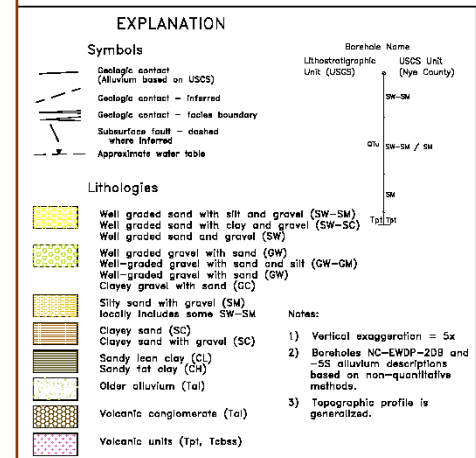 EXPLANATION
Symbols
Geologic contact
(Alluvium based on USCS)
Geologic contact – inferred
Geologic contact – facies boundary
Subsurface fault – dashed
where inferred
Approximate water table
Borehole Name
Lithostratigraphic
Unit (USGS)
USCS Unit
(Nye County)
SW–SM
QTu
SW–SM / SM
SM
Tpt
Tpt
Lithologies
Well graded sand with silt and gravel (SW–SM)
Well graded sand with clay and gravel (SW–SC)
Well graded sand and gravel (SW)
Well graded gravel with sand (GW)
Well–graded gravel with sand and silt (GW–GM)
Well–graded gravel with sand (GW)
Clayey gravel with sand (GC)
Silty sand with gravel (SM)
locally includes some SW–SM
Clayey sand (SC)
Clayey sand with gravel (SC)
Sandy lean clay (CL)
Sandy fat clay (CH)
Older alluvium (Tal)
Volcanic conglomerate (Tal)
Volcanic units (Tpt, Tcbss)
Notes:
1) Vertical exaggeration = 5x
2) Boreholes NC–EWDP–2DB and
–5S alluvium descriptions
based on non–quantitative
methods.
3) Topographic profile is
generalized.